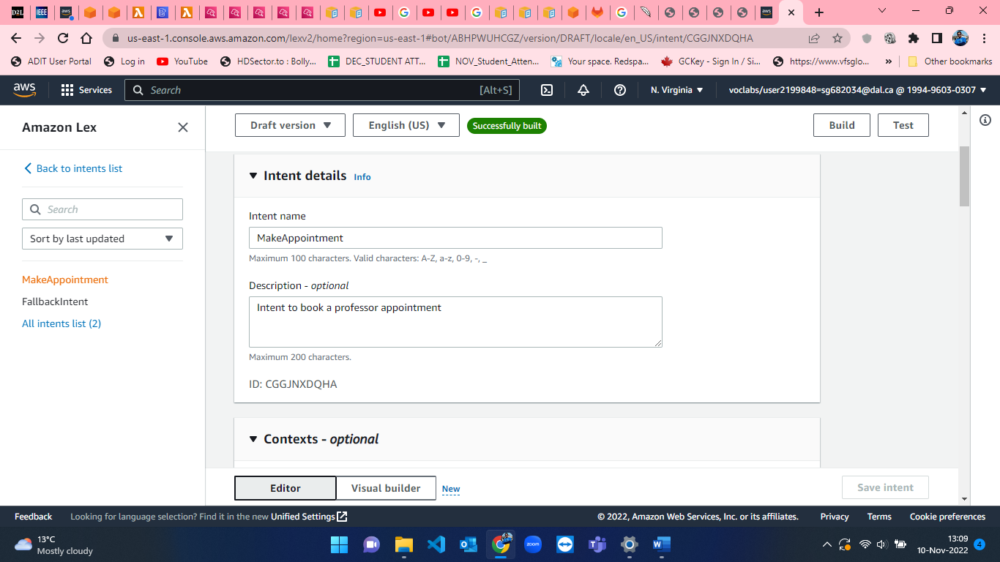 D2L
IEEE
aws
us-east-1.console.aws.amazon.com/lexv2/home?region=us-east-1#bot/ABHPWUHCGZ/version/DRAFT/locale/en_US/intent/CGGJNXDQHA
ADIT User Portal
Log in
YouTube
HDSector.to : Bolly...
DEC_STUDENT ATT...
NOV_Student_Atten...
Your space. Redspa...
GCKey - Sign In / Si...
https://www.vfsglo...
»
Other bookmarks
aws
Services
Search
[Alt+S]
N. Virginia
voclabs/user2199848=sg682034@dal.ca @ 1994-9603-0307
Amazon Lex
Draft version
English (US)
Successfully built
Build
Test
Back to intents list
Search
Sort by last updated
MakeAppointment
FallbackIntent
All intents list (2)
Intent details Info
Intent name
MakeAppointment
Maximum 100 characters. Valid characters: A-Z, a-z, 0-9, -, _
Description - optional
Intent to book a professor appointment
Maximum 200 characters.
ID: CGGJNXDQHA
Contexts - optional
Editor
Visual builder
New
Save intent
Feedback
Looking for language selection? Find it in the new Unified Settings
© 2022, Amazon Web Services, Inc. or its affiliates.
Privacy
Terms
Cookie preferences
13°C
Mostly cloudy
zoom
13:09
10-Nov-2022
4